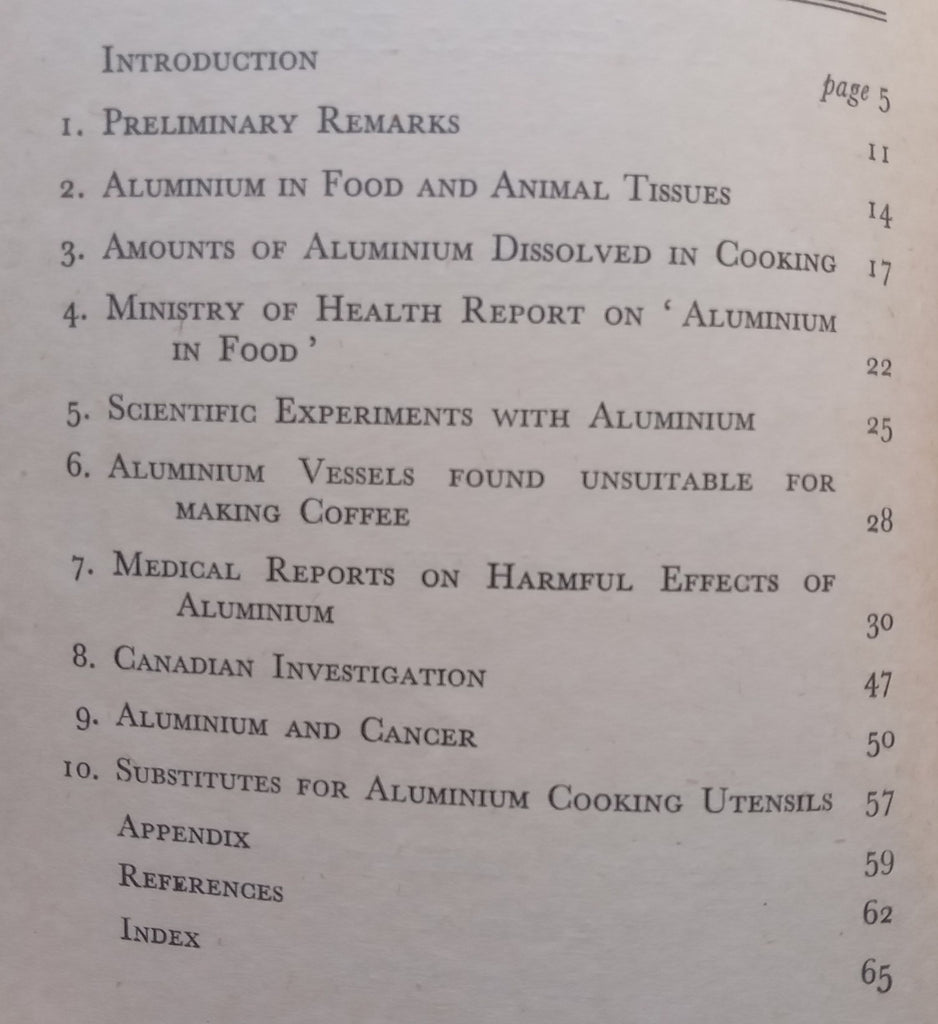 Introduction page 5
1. Preliminary Remarks 11
2. Aluminium in Food and Animal Tissues 14
3. Amounts of Aluminium Dissolved in Cooking 17
4. Ministry of Health Report on ‘ Aluminium
in Food ’ 22
5. Scientific Experiments with Aluminium 25
6. Aluminium Vessels found unsuitable for
making Coffee 28
7. Medical Reports on Harmful Effects of
Aluminium 30
8. Canadian Investigation 47
9. Aluminium and Cancer 50
10. Substitutes for Aluminium Cooking Utensils 57
Appendix 59
References 62
Index 65